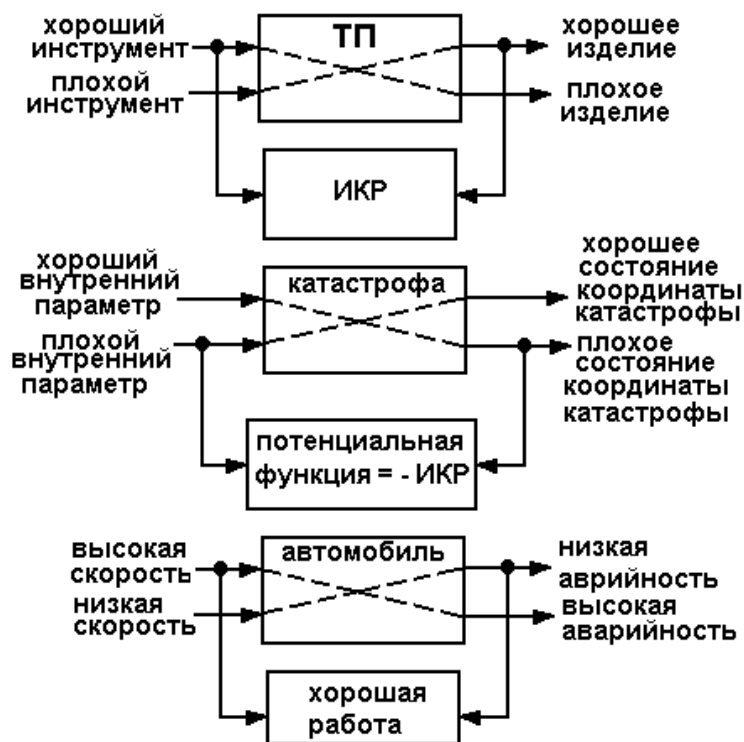 хороший
инструмент
плохой
инструмент
ТП
хорошее
изделие
плохое
изделие
ИКР
хороший
внутренний
параметр
плохой
внутренний
параметр
катастрофа
хорошее
состояние
координаты
катастрофы
плохое
состояние
координаты
катастрофы
потенциальная
функция = - ИКР
высокая
скорость
низкая
скорость
автомобиль
низкая
аврийность
высокая
аварийность
хорошая
работа